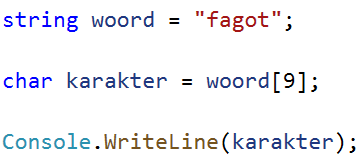 string woord = "fagot";
char karakter = woord[9];
Console.WriteLine(karakter);